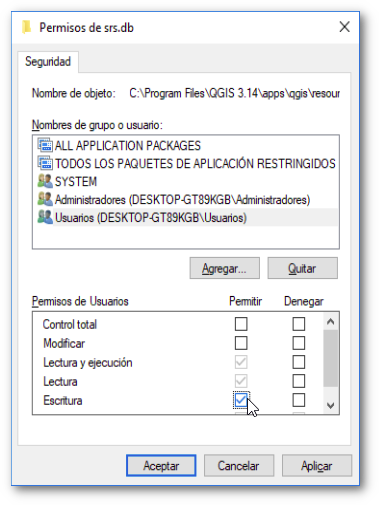 Permisos de srs.db
Seguridad
Nombre de objeto: C:\Program Files\QGIS 3.14\apps\qgis\resour
Nombres de grupo o usuario:
ALL APPLICATION PACKAGES
TODOS LOS PAQUETES DE APLICACIÓN RESTRINGIDOS
SYSTEM
Administradores (DESKTOP-GT89KGB\Administradores)
Usuarios (DESKTOP-GT89KGB\Usuarios)
Agregar... Quitar
Permisos de Usuarios Permitir Denegar
Control total
Modificar
Lectura y ejecución
Lectura
Escritura
Aceptar Cancelar Aplicar